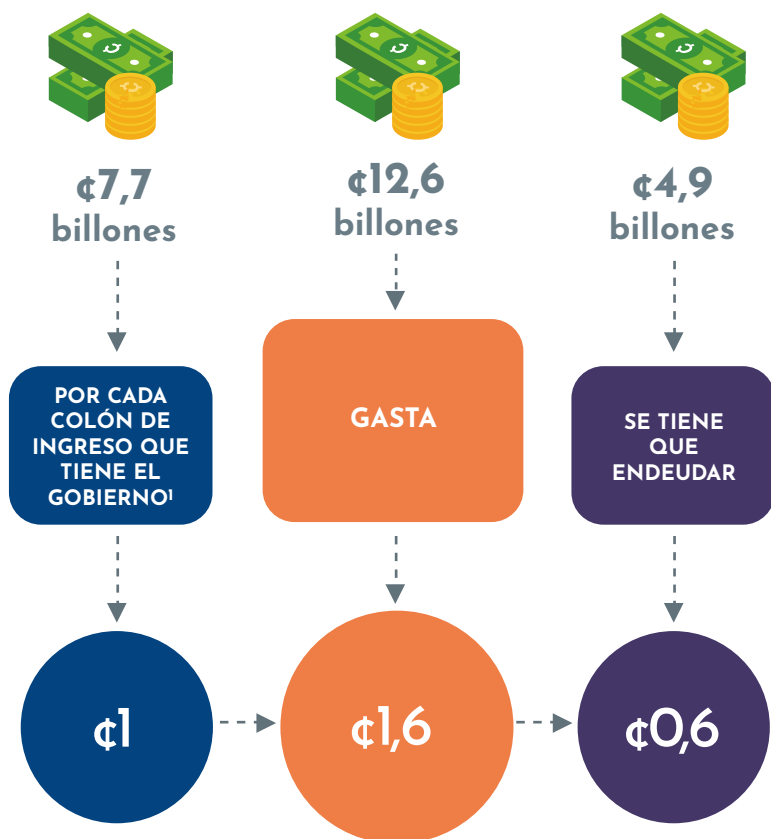 ¢7,7
billones
¢12,6
billones
¢4,9
billones
POR CADA
COLÓN DE
INGRESO QUE
TIENE EL
GOBIERNO¹
GASTA
SE TIENE
QUE
ENDEUDAR
¢1
¢1,6
¢0,6